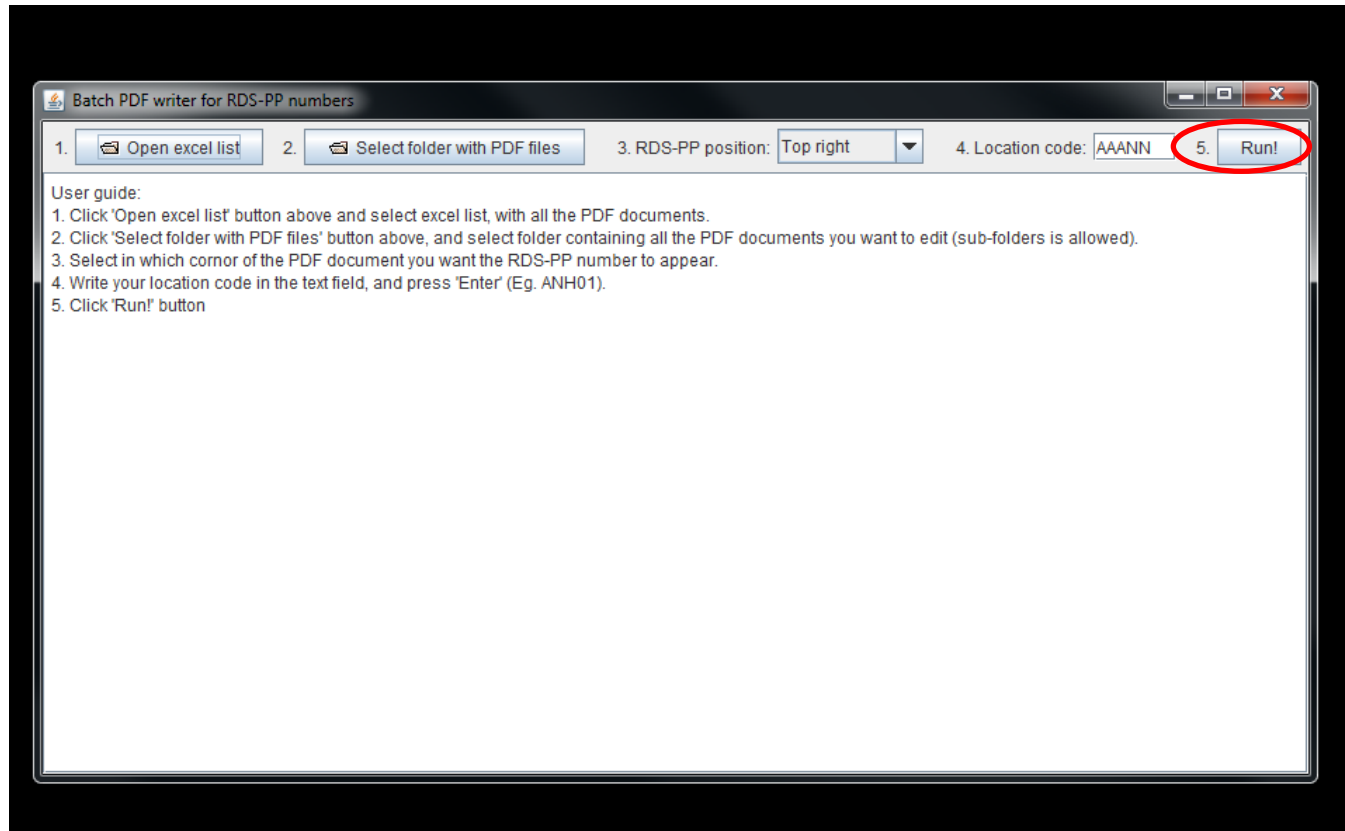 Batch PDF writer for RDS-PP numbers
1. Open excel list 2. Select folder with PDF files 3. RDS-PP position: Top right 4. Location code: AAANN 5. Run!
User guide:
1. Click 'Open excel list' button above and select excel list, with all the PDF documents.
2. Click 'Select folder with PDF files' button above, and select folder containing all the PDF documents you want to edit (sub-folders is allowed).
3. Select in which cornor of the PDF document you want the RDS-PP number to appear.
4. Write your location code in the text field, and press 'Enter' (Eg. ANH01).
5. Click 'Run!' button